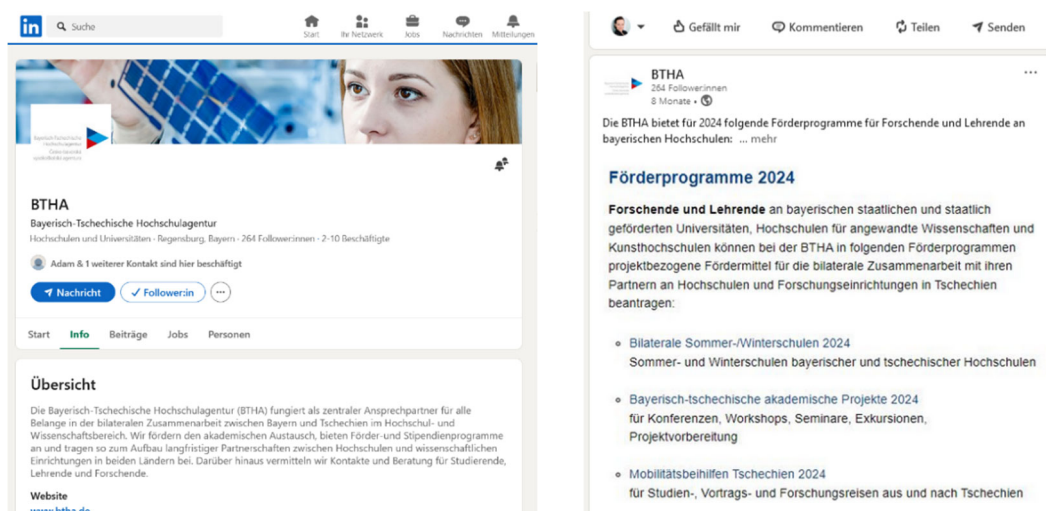 in
Suche
Start
Ihr Netzwerk
Jobs
Nachrichten
Mitteilungen
Bayerisch-Tschechische
Hochschulagentur
BTHA
Bayerisch-Tschechische Hochschulagentur
Hochschulen und Universitäten · Regensburg, Bayern · 264 Follower:innen · 2-10 Beschäftigte
Adam & 1 weiterer Kontakt sind hier beschäftigt
Nachricht
Follower:in
Start
Info
Beiträge
Jobs
Personen
Übersicht
Die Bayerisch-Tschechische Hochschulagentur (BTHA) fungiert als zentraler Ansprechpartner für alle
Belange in der bilateralen Zusammenarbeit zwischen Bayern und Tschechien im Hochschul- und
Wissenschaftsbereich. Wir fördern den akademischen Austausch, bieten Förder-und Stipendienprogramme
an und tragen so zum Aufbau langfristiger Partnerschaften zwischen Hochschulen und wissenschaftlichen
Einrichtungen in beiden Ländern bei. Darüber hinaus vermitteln wir Kontakte und Beratung für Studierende,
Lehrende und Forschende.
Website
www.btha.de
Gefällt mir
Kommentieren
Teilen
Senden
BTHA
264 Follower:innen
8 Monate •
Die BTHA bietet für 2024 folgende Förderprogramme für Forschende und Lehrende an
bayerischen Hochschulen: ... mehr
Förderprogramme 2024
Forschende und Lehrende an bayerischen staatlichen und staatlich
geförderten Universitäten, Hochschulen für angewandte Wissenschaften und
Kunsthochschulen können bei der BTHA in folgenden Förderprogrammen
projektbezogene Fördermittel für die bilaterale Zusammenarbeit mit ihren
Partnern an Hochschulen und Forschungseinrichtungen in Tschechien
beantragen:
Bilaterale Sommer-/Winterschulen 2024
Sommer- und Winterschulen bayerischer und tschechischer Hochschulen
Bayerisch-tschechische akademische Projekte 2024
für Konferenzen, Workshops, Seminare, Exkursionen,
Projektvorbereitung
Mobilitätsbeihilfen Tschechien 2024
für Studien-, Vortrags- und Forschungsreisen aus und nach Tschechien